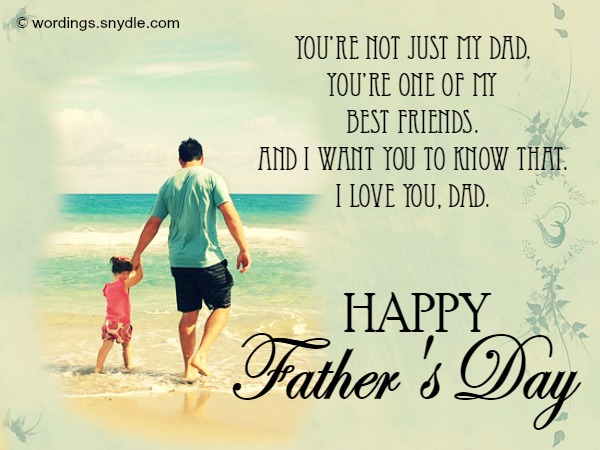 © wordings.snydle.com
YOU'RE NOT JUST MY DAD.
YOU'RE ONE OF MY
BEST FRIENDS.
AND I WANT YOU TO KNOW THAT.
I LOVE YOU, DAD.
HAPPY
Father's Day